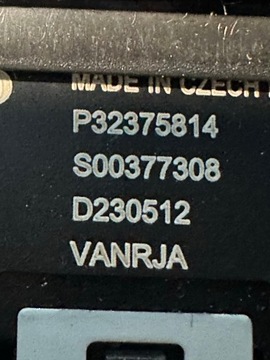 MADE IN CZECH
P32375814
S00377308
D230512
VANRJA